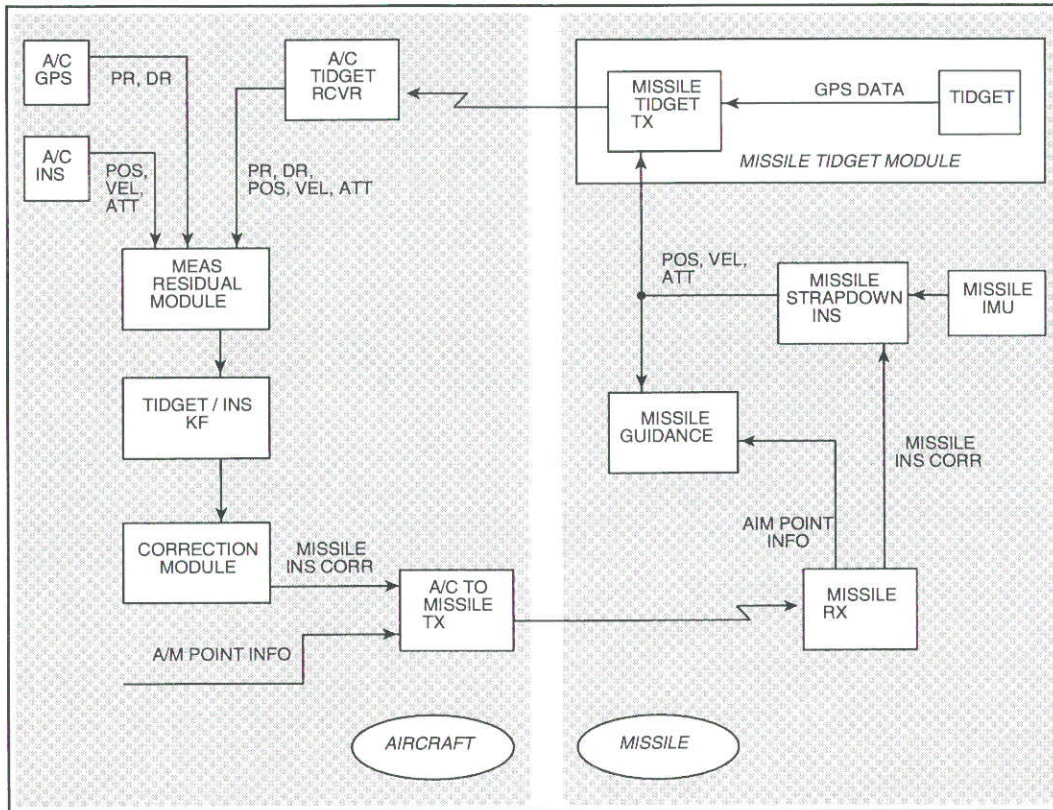 A/C
GPS
PR, DR
A/C
TIDGET
RCVR
A/C
INS
POS,
VEL,
ATT
PR, DR,
POS, VEL, ATT
MEAS
RESIDUAL
MODULE
TIDGET / INS
KF
CORRECTION
MODULE
MISSILE
INS CORR
A/C TO
MISSILE
TX
A/M POINT INFO
AIRCRAFT
MISSILE
TIDGET
TX
GPS DATA
TIDGET
MISSILE TIDGET MODULE
POS, VEL,
ATT
MISSILE
STRAPDOWN
INS
MISSILE
IMU
MISSILE
GUIDANCE
MISSILE
INS CORR
AIM POINT
INFO
MISSILE
RX
MISSILE